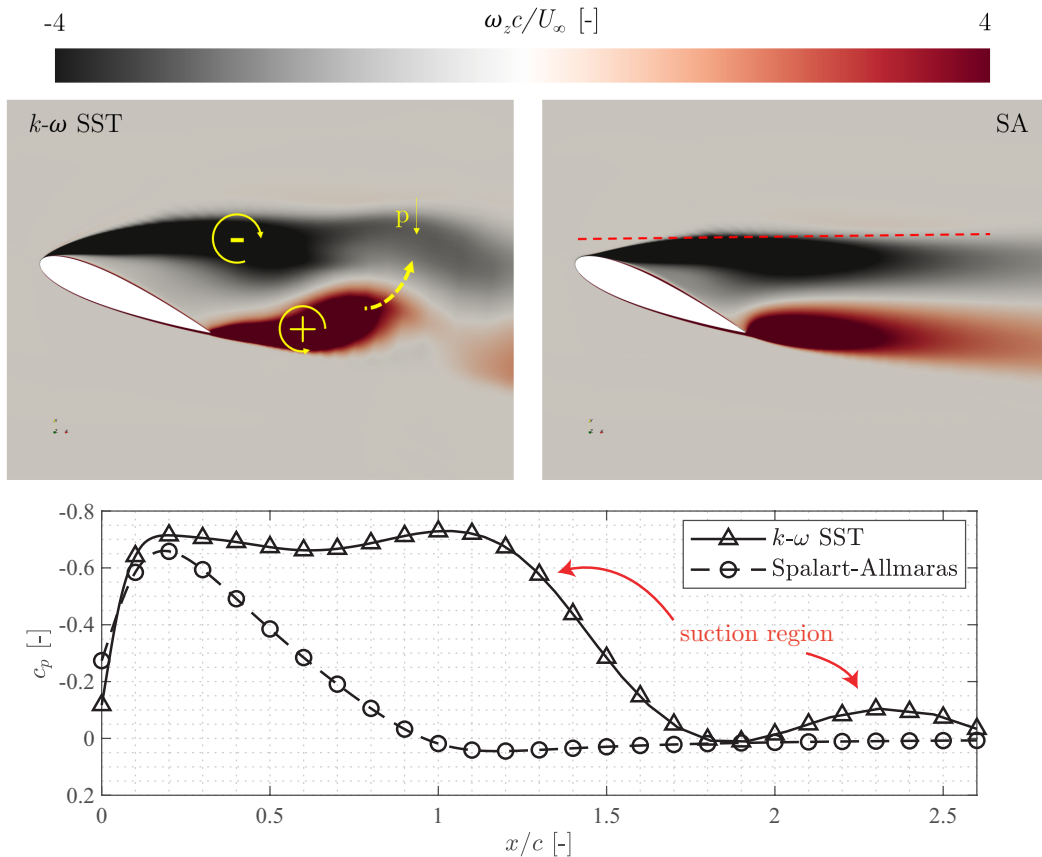 ω_z c/U_∞ [-]
-4 4
k-ω SST
-
+
p↓
SA
-0.8
-0.6
-0.4
-0.2
0
0.2
c_p [-]
k-ω SST
Spalart-Allmaras
suction region
0 0.5 1 1.5 2 2.5
x/c [-]